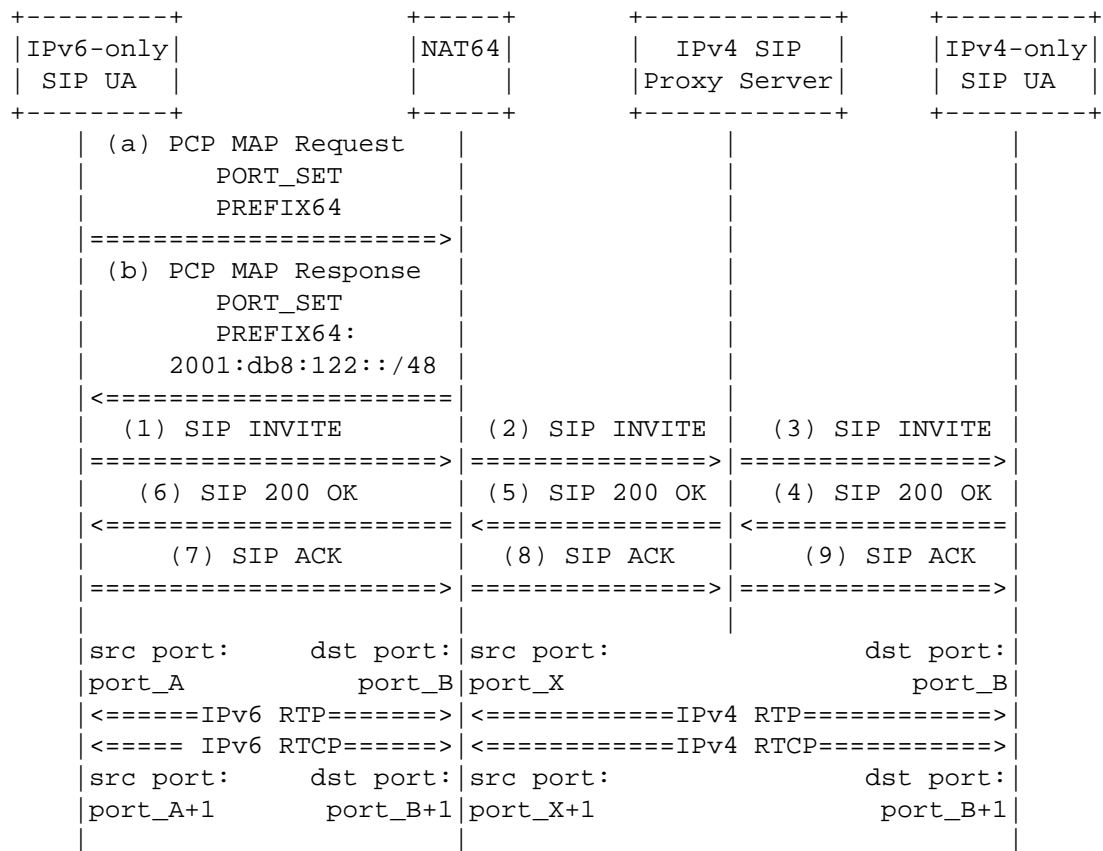 +---------+ +-----+ +------------+ +---------+
|IPv6-only| |NAT64| | IPv4 SIP | |IPv4-only|
| SIP UA | | | |Proxy Server| | SIP UA |
+---------+ +-----+ +------------+ +---------+
| (a) PCP MAP Request | | |
| PORT_SET | | |
| PREFIX64 | | |
|======================>| | |
| (b) PCP MAP Response | | |
| PORT_SET | | |
| PREFIX64: | | |
| 2001:db8:122::/48 | | |
|<======================| | |
| (1) SIP INVITE | (2) SIP INVITE | (3) SIP INVITE |
|======================>|===============>|================>|
| (6) SIP 200 OK | (5) SIP 200 OK | (4) SIP 200 OK |
|<======================|<===============|<================|
| (7) SIP ACK | (8) SIP ACK | (9) SIP ACK |
|======================>|===============>|================>|
| | | |
|src port: dst port:|src port: dst port:|
|port_A port_B|port_X port_B|
|<======IPv6 RTP=======>|<============IPv4 RTP============>|
|<===== IPv6 RTCP======>|<============IPv4 RTCP===========>|
|src port: dst port:|src port: dst port:|
|port_A+1 port_B+1|port_X+1 port_B+1|
| | |